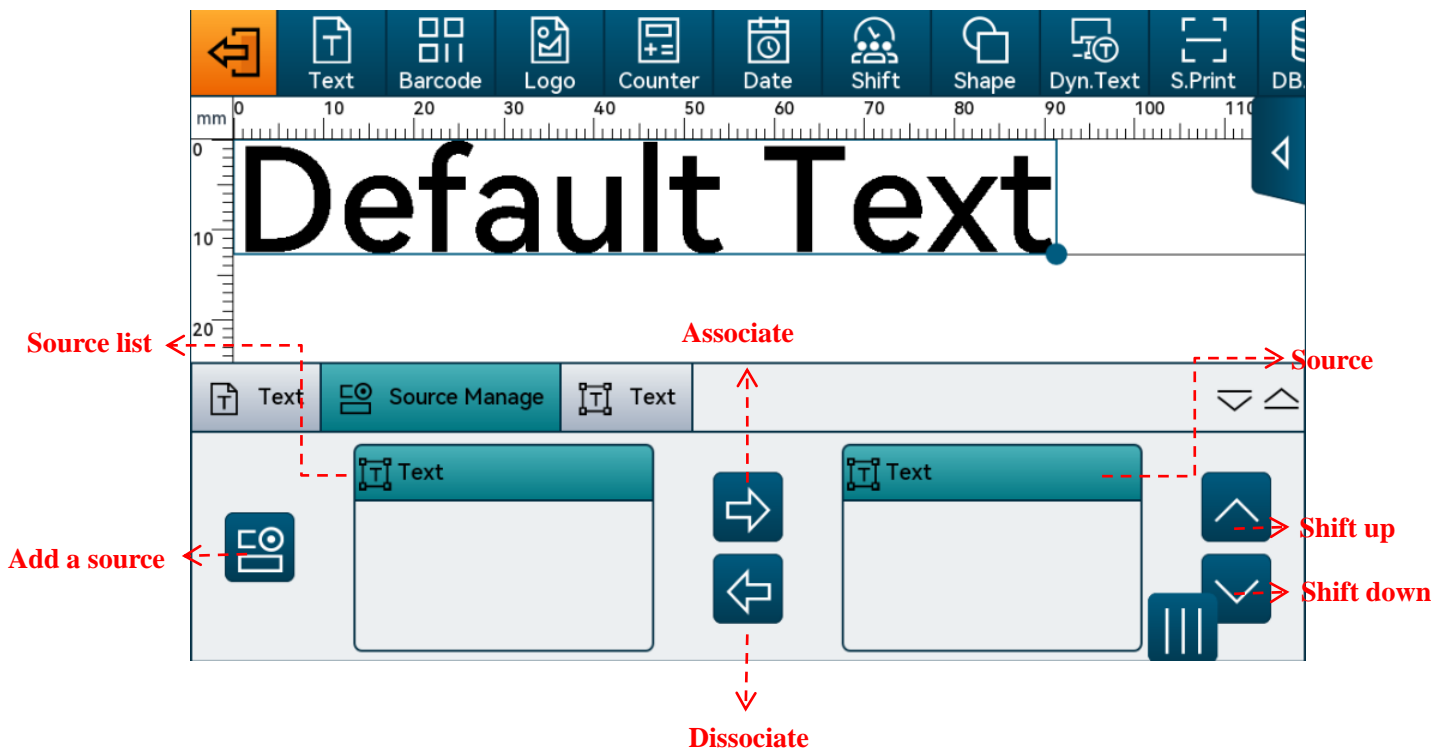 Text Barcode Logo Counter Date Shift Shape Dyn.Text S.Print DB.
mm 0 10 20 30 40 50 60 70 80 90 100 110
0
Default Text
10
20
Associate
Source list
Source
Text Source Manage Text
Text Text
Shift up
Add a source
Shift down
Dissociate